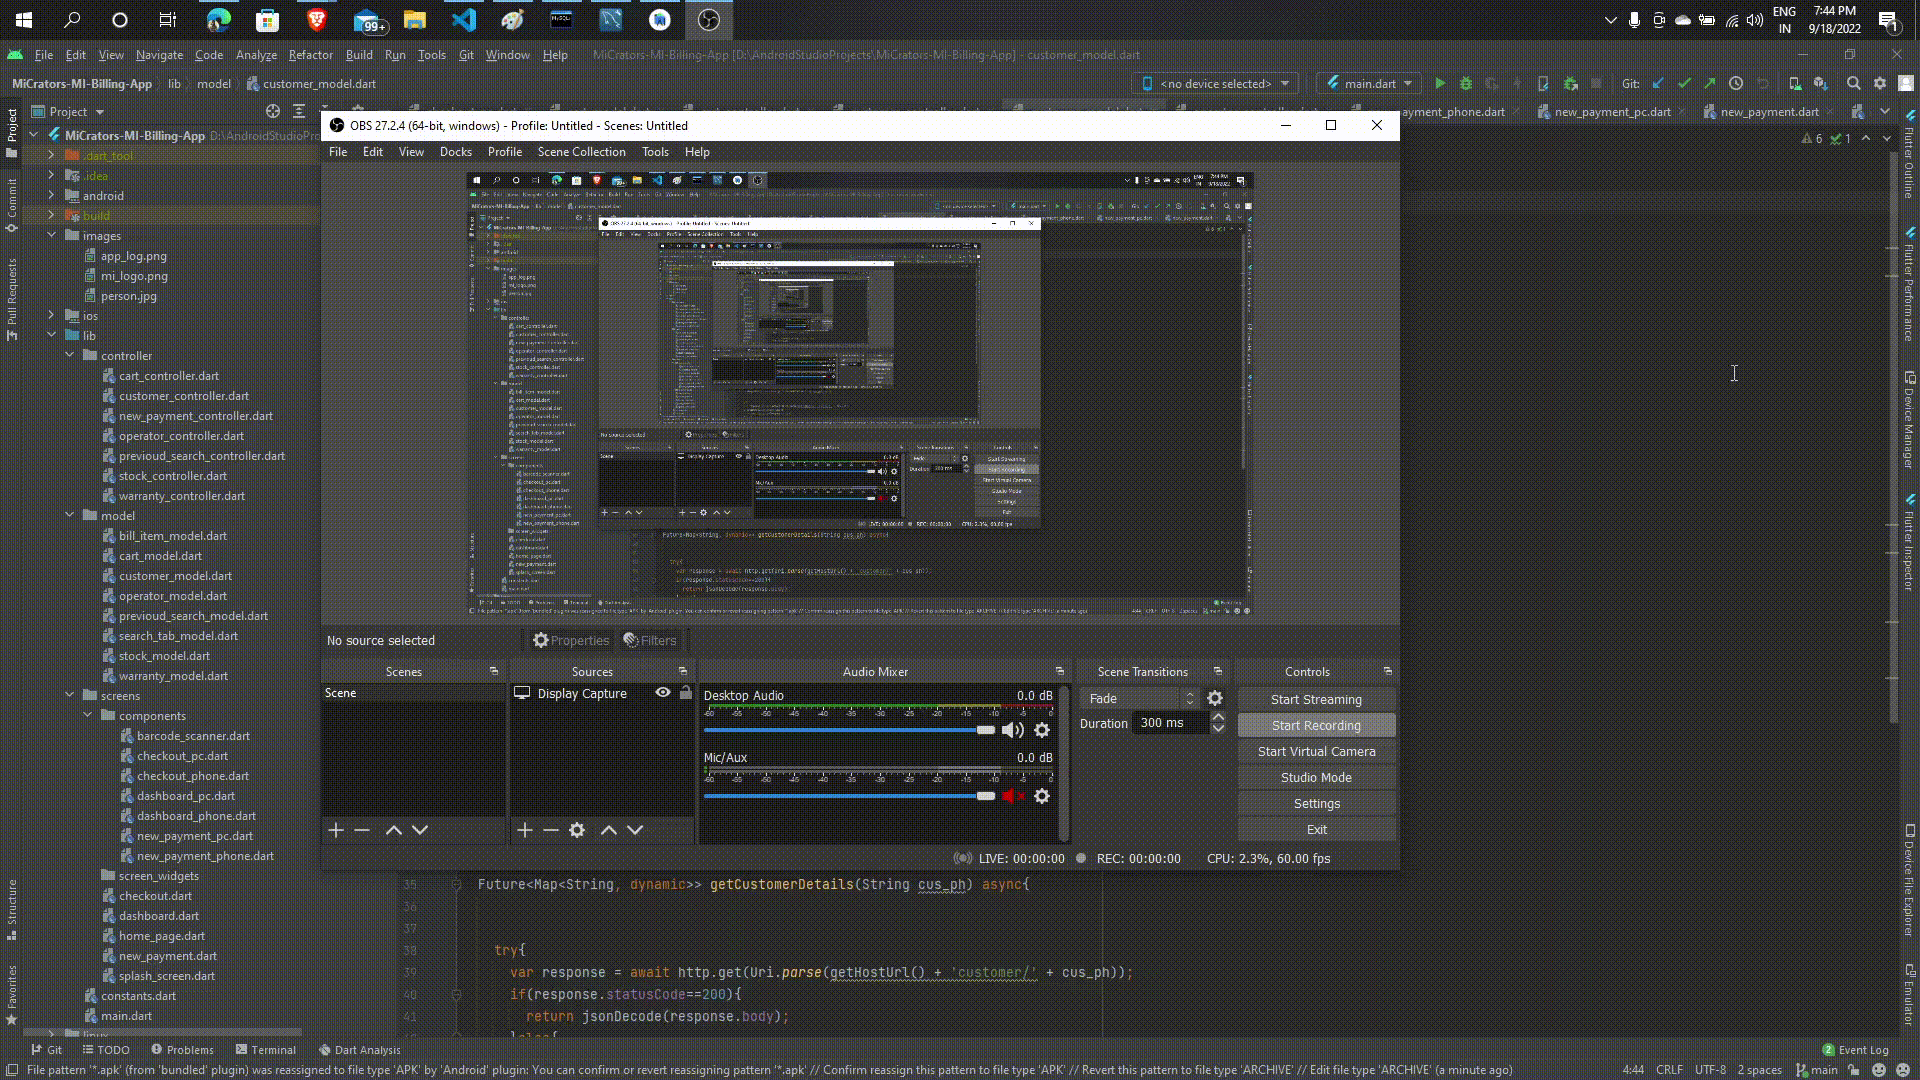 99+
ENG
IN
7:44 PM
9/18/2022
1
File Edit View Navigate Code Analyze Refactor Build Run Tools Git Window Help MiCrators-MI-Billing-App [D:\AndroidStudioProjects\MiCrators-MI-Billing-App] - customer_model.dart
MiCrators-MI-Billing-App lib model customer_model.dart <no device selected> main.dart Git:
Project
ayment_phone.dart new_payment_pc.dart new_payment.dart
MiCrators-MI-Billing-App D:\AndroidStudioPro
6 1
.dart_tool
.idea
android
build
images
app_log.png
mi_logo.png
person.jpg
ios
lib
controller
cart_controller.dart
customer_controller.dart
new_payment_controller.dart
operator_controller.dart
previoud_search_controller.dart
stock_controller.dart
warranty_controller.dart
model
bill_item_model.dart
cart_model.dart
customer_model.dart
operator_model.dart
previoud_search_model.dart
search_tab_model.dart
stock_model.dart
warranty_model.dart
screens
components
barcode_scanner.dart
checkout_pc.dart
checkout_phone.dart
dashboard_pc.dart
dashboard_phone.dart
new_payment_pc.dart
new_payment_phone.dart
screen_widgets
checkout.dart
dashboard.dart
home_page.dart
new_payment.dart
splash_screen.dart
constants.dart
main.dart
linux
Project
Commit
Pull Requests
Structure
Favorites
OBS 27.2.4 (64-bit, windows) - Profile: Untitled - Scenes: Untitled
File Edit View Docks Profile Scene Collection Tools Help
No source selected Properties Filters
Scenes Sources Audio Mixer Scene Transitions Controls
Scene
Display Capture
Desktop Audio 0.0 dB
-60 -55 -50 -45 -40 -35 -30 -25 -20 -15 -10 -5 0
Mic/Aux 0.0 dB
-60 -55 -50 -45 -40 -35 -30 -25 -20 -15 -10 -5 0
Fade
Duration 300 ms
Start Streaming
Start Recording
Start Virtual Camera
Studio Mode
Settings
Exit
LIVE: 00:00:00 REC: 00:00:00 CPU: 2.3%, 60.00 fps
35 Future<Map<String, dynamic>> getCustomerDetails(String cus_ph) async{
36
37
38 try{
39 var response = await http.get(Uri.parse(getHostUrl() + 'customer/' + cus_ph));
40 if(response.statusCode==200){
41 return jsonDecode(response.body);
}else{
Flutter Outline
Flutter Performance
Device Manager
Flutter Inspector
Device File Explorer
Emulator
Git TODO Problems Terminal Dart Analysis 2 Event Log
File pattern '*.apk' (from 'bundled' plugin) was reassigned to file type 'APK' by 'Android' plugin: You can confirm or revert reassigning pattern '*.apk' // Confirm reassign this pattern to file type 'APK' // Revert this pattern to file type 'ARCHIVE' // Edit file type 'ARCHIVE' (a minute ago) 4:44 CRLF UTF-8 2 spaces main